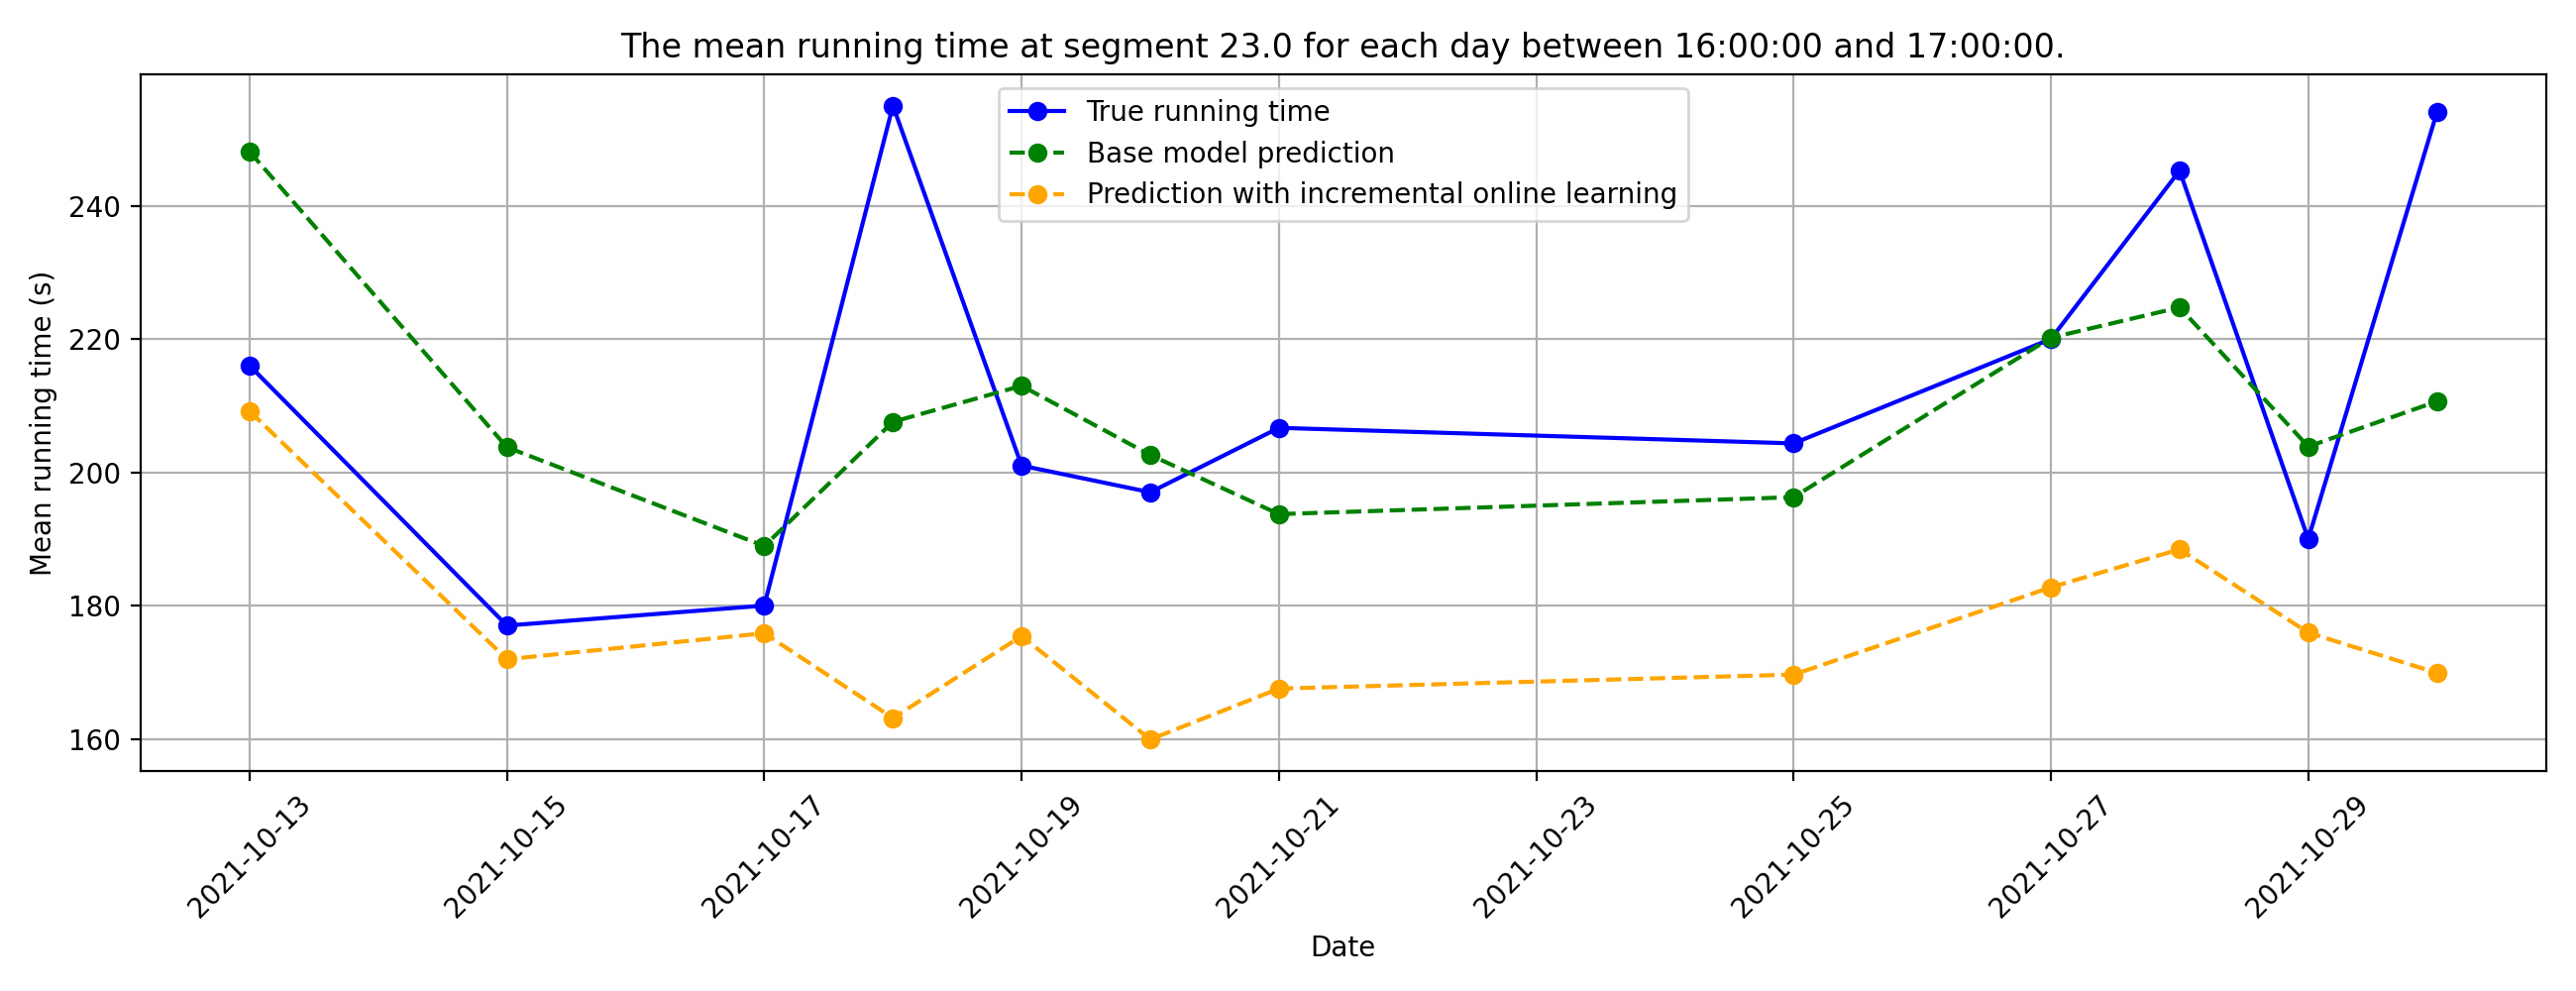 The mean running time at segment 23.0 for each day between 16:00:00 and 17:00:00.
True running time
Base model prediction
Prediction with incremental online learning
Mean running time (s)
240
220
200
180
160
2021-10-13
2021-10-15
2021-10-17
2021-10-19
2021-10-21
2021-10-23
2021-10-25
2021-10-27
2021-10-29
Date